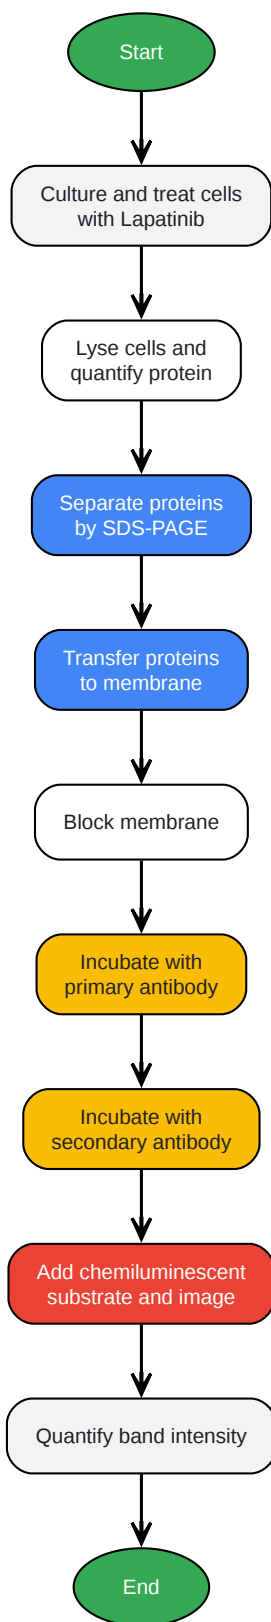 Start
Culture and treat cells
with Lapatinib
Lyse cells and
quantify protein
Separate proteins
by SDS-PAGE
Transfer proteins
to membrane
Block membrane
Incubate with
primary antibody
Incubate with
secondary antibody
Add chemiluminescent
substrate and image
Quantify band intensity
End